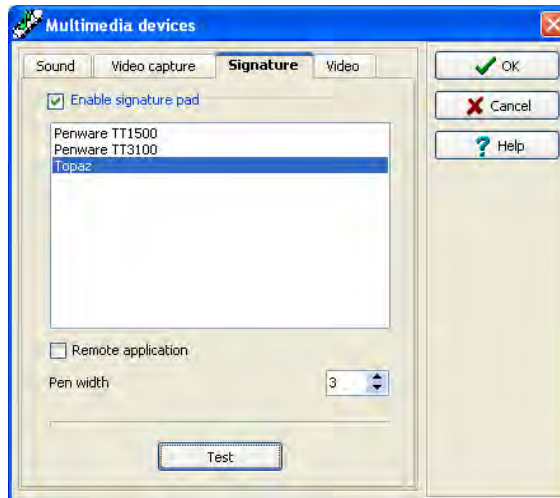 Multimedia devices
Sound Video capture Signature Video
Enable signature pad
Penware TT1500
Penware TT3100
Topaz
Remote application
Pen width 3
Test
OK
Cancel
? Help